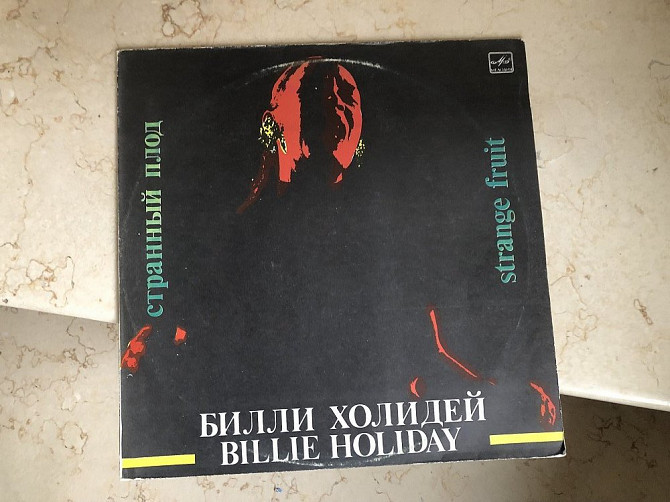 странный плод
strange fruit
БИЛЛИ ХОЛИДЕЙ
BILLIE HOLIDAY